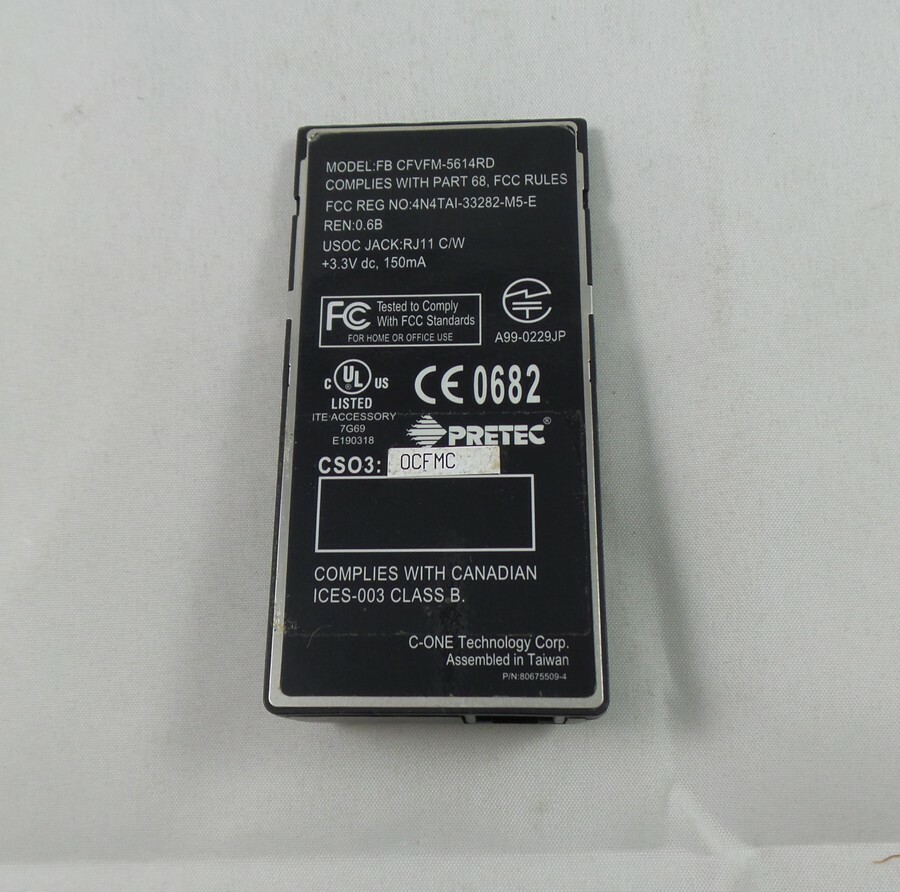 MODEL:FB CFVFM-5614RD
COMPLIES WITH PART 68, FCC RULES
FCC REG NO:4N4TAI-33282-M5-E
REN:0.6B
USOC JACK:RJ11 C/W
+3.3V dc, 150mA
FC Tested to Comply
With FCC Standards
FOR HOME OR OFFICE USE
A99-0229JP
C UL ® US
LISTED
ITE ACCESSORY
7G69
E190318
CE 0682
PRETEC®
CSO3: OCFMC
COMPLIES WITH CANADIAN
ICES-003 CLASS B.
C-ONE Technology Corp.
Assembled in Taiwan
P/N:80675509-4